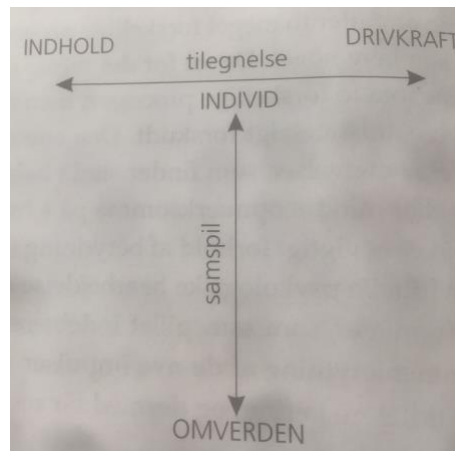 INDHOLD
DRIVKRAFT
tilegnelse
INDIVID
samspil
OMVERDEN